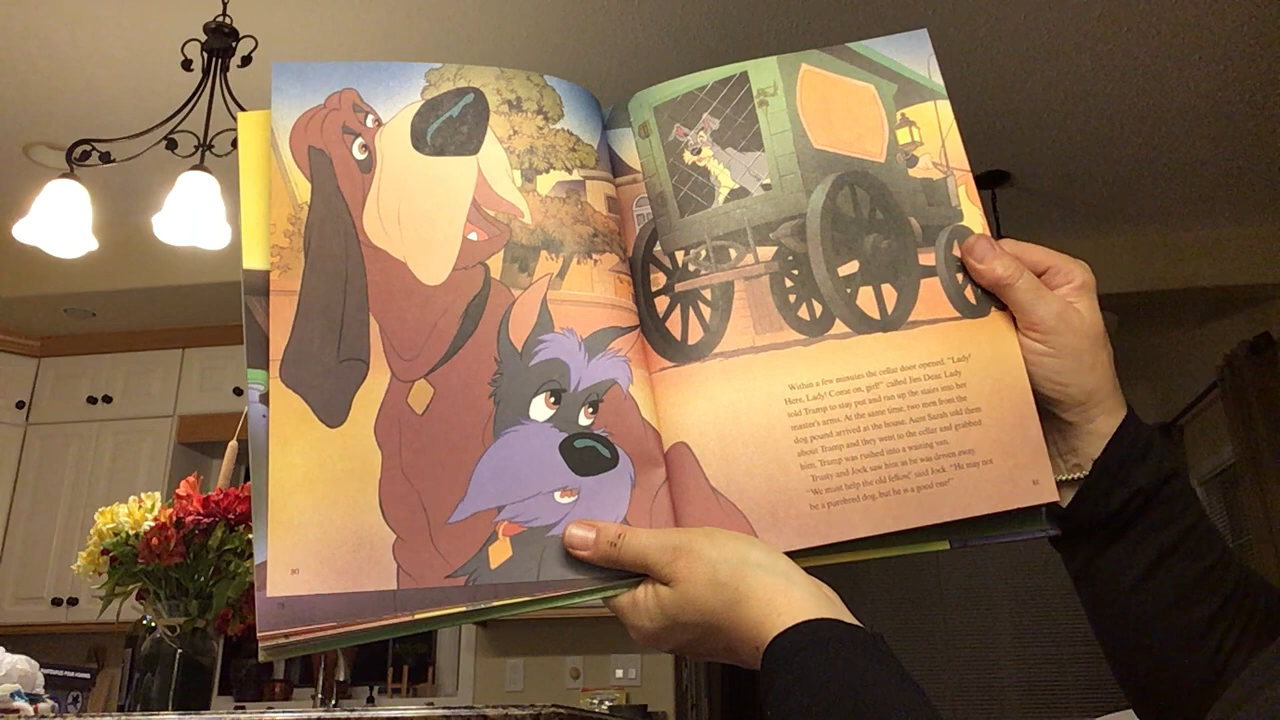 Within a few minutes the cellar door opened. "Lady!
Here, Lady! Come on, girl!" called Jim Dear. Lady
told Tramp to stay put and ran up the stairs into her
master's arms. At the same time, two men from the
dog pound arrived at the house. Aunt Sarah told them
about Tramp and they went to the cellar and grabbed
him. Tramp was rushed into a waiting van.
Trusty and Jock saw him as he was driven away.
"We must help the old fellow," said Jock. "He may not
be a purebred dog, but he is a good one!"
80